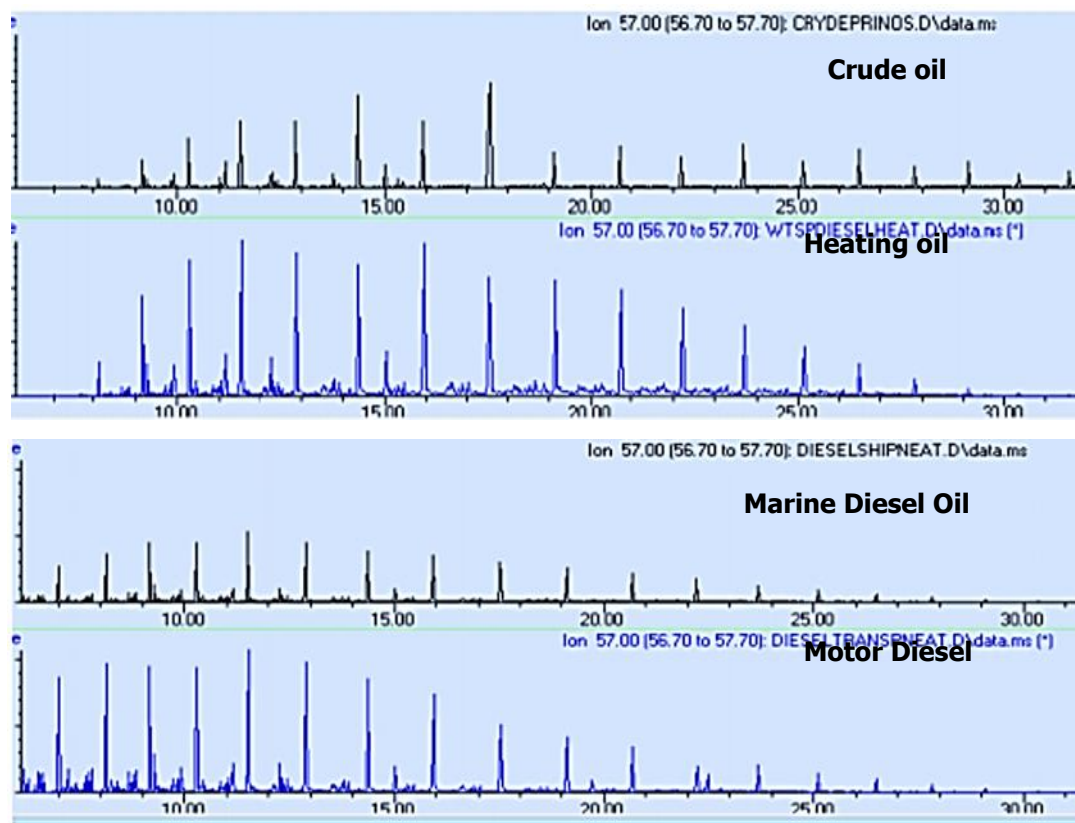 e
Ion 57.00 (56.70 to 57.70): CRYDEPRINOS.D\data.ms
Crude oil
10.00 15.00 20.00 25.00 30.00
e
Ion 57.00 (56.70 to 57.70): WTSPDIESELHEAT.D\data.ms (*)
Heating oil
10.00 15.00 20.00 25.00 30.00
e
Ion 57.00 (56.70 to 57.70): DIESELSHIPNEAT.D\data.ms
Marine Diesel Oil
10.00 15.00 20.00 25.00 30.00
e
Ion 57.00 (56.70 to 57.70): DIESELTRANSPNEAT.D\data.ms (*)
Motor Diesel
10.00 15.00 20.00 25.00 30.00